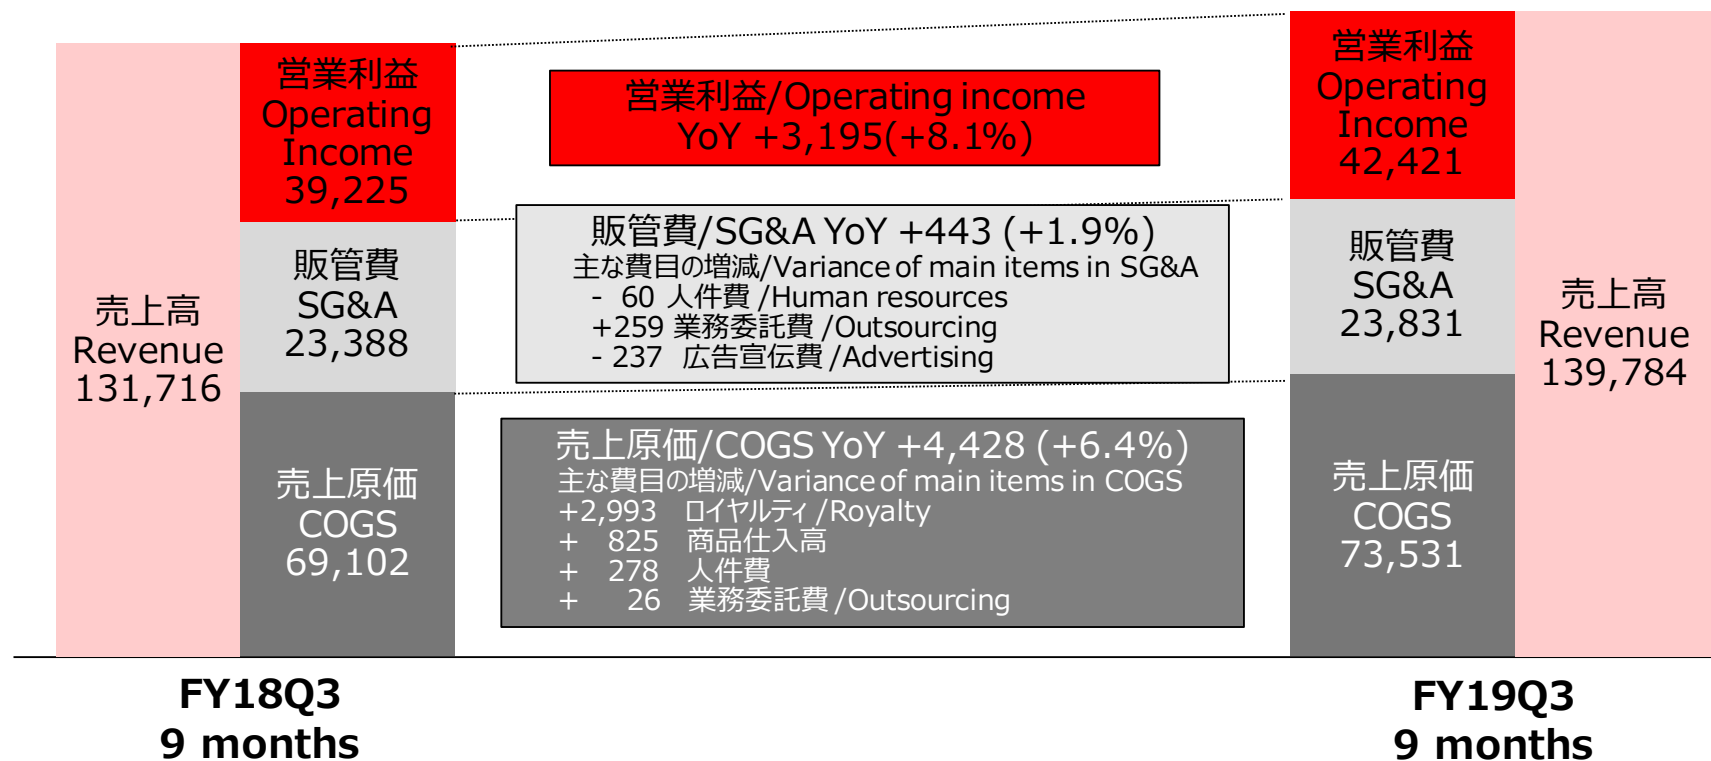 売上高
Revenue
131,716
営業利益
Operating
Income
39,225
販管費
SG&A
23,388
売上原価
COGS
69,102
営業利益/Operating income
YoY +3,195(+8.1%)
販管費/SG&A YoY +443 (+1.9%)
主な費目の増減/Variance of main items in SG&A
- 60 人件費 /Human resources
+259 業務委託費 /Outsourcing
- 237 広告宣伝費 /Advertising
売上原価/COGS YoY +4,428 (+6.4%)
主な費目の増減/Variance of main items in COGS
+2,993 ロイヤルティ /Royalty
+ 825 商品仕入高
+ 278 人件費
+ 26 業務委託費 /Outsourcing
営業利益
Operating
Income
42,421
販管費
SG&A
23,831
売上原価
COGS
73,531
売上高
Revenue
139,784
FY18Q3
9 months
FY19Q3
9 months